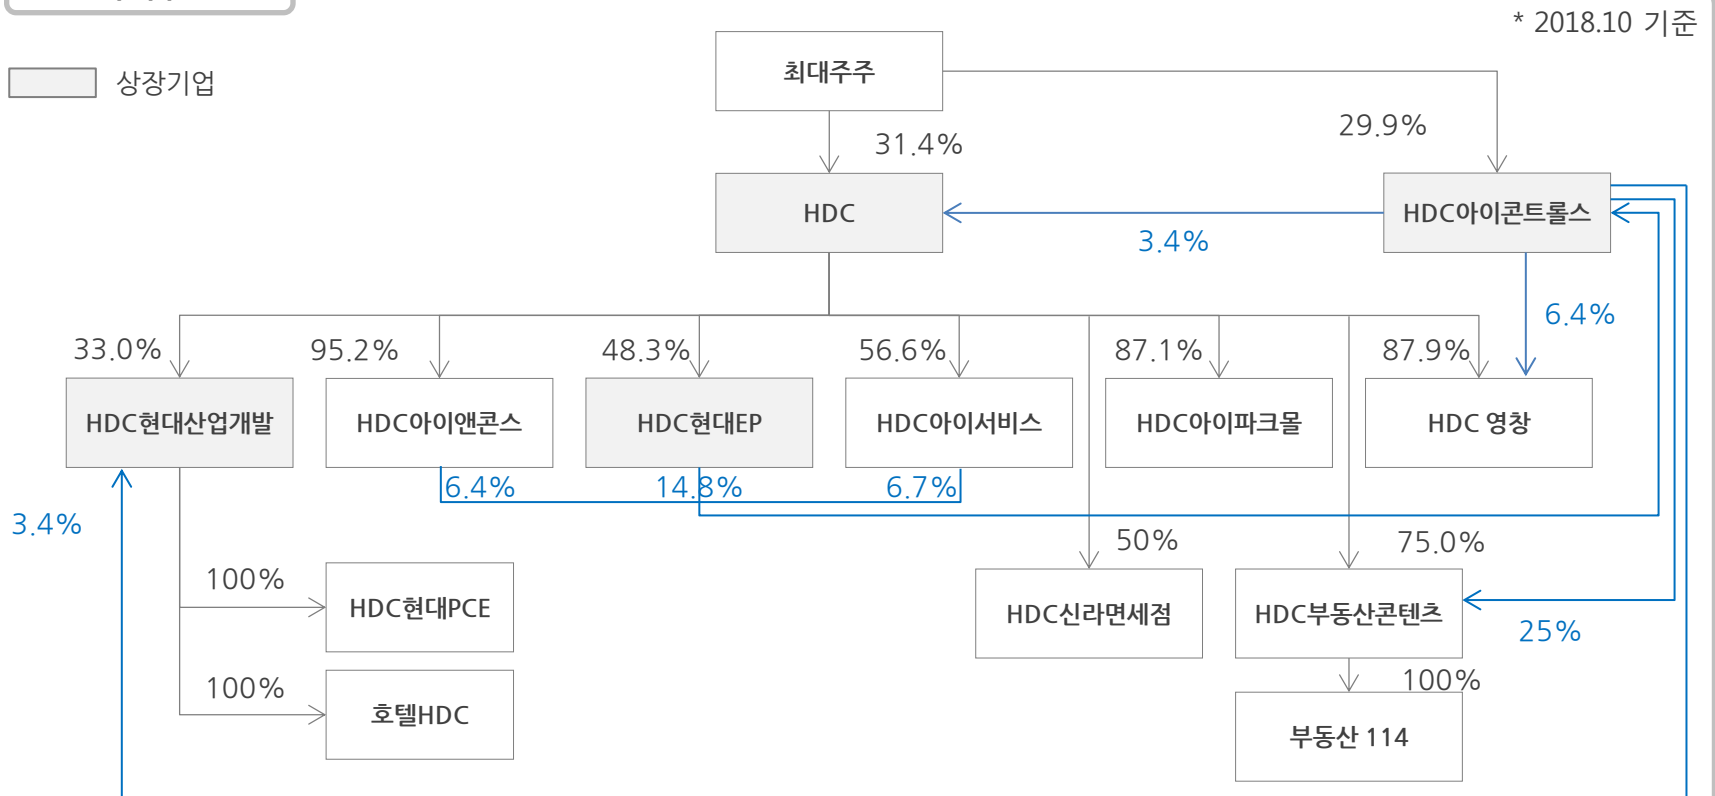 * 2018.10 기준
상장기업
최대주주
31.4%
29.9%
HDC
HDC아이콘트롤스
3.4%
6.4%
33.0%
95.2%
48.3%
56.6%
87.1%
87.9%
HDC현대산업개발
HDC아이앤콘스
HDC현대EP
HDC아이서비스
HDC아이파크몰
HDC 영창
6.4%
14.8%
6.7%
3.4%
50%
75.0%
100%
HDC현대PCE
HDC신라면세점
HDC부동산콘텐츠
25%
100%
100%
호텔HDC
부동산 114